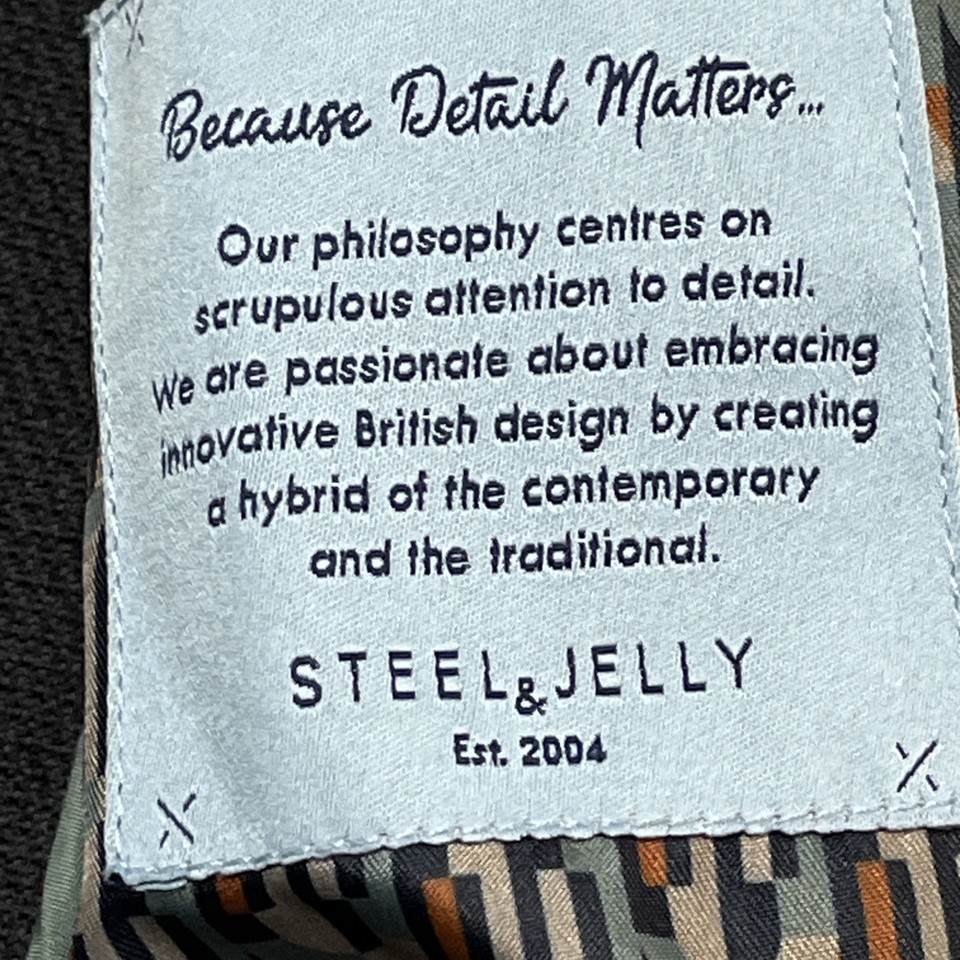 Because Detail Matters...
Our philosophy centres on
scrupulous attention to detail.
We are passionate about embracing
innovative British design by creating
a hybrid of the contemporary
and the traditional.
STEEL & JELLY
Est. 2004